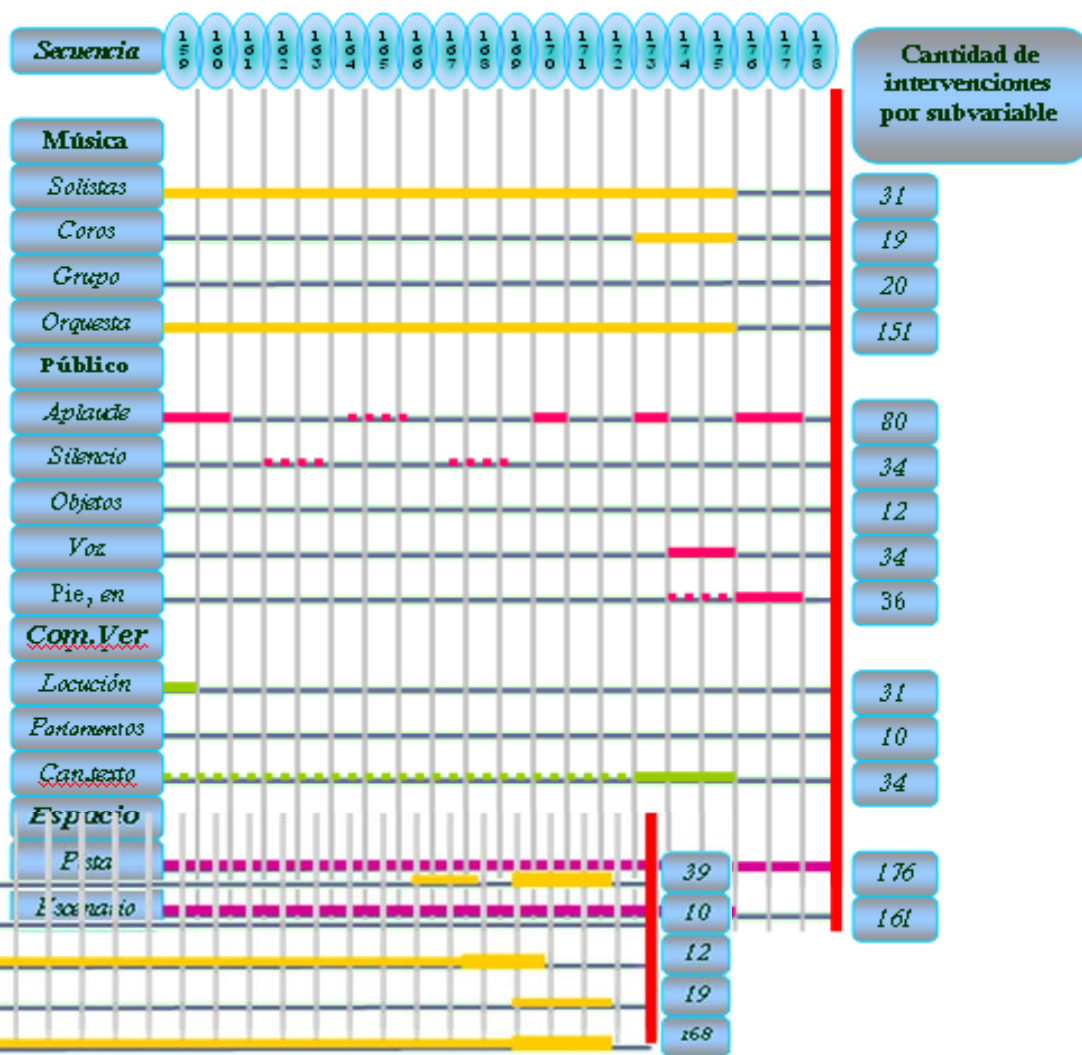 Secuencia
159 160 161 162 163 164 165 166 167 168 169 170 171 172 173 174 175 176 177 178
Cantidad de
intervenciones
por subvariable
Música
Solistas 31
Coros 19
Grupo 20
Orquesta 151
Público
Aplaude 80
Silencio 34
Objetos 12
Voz 34
Pie, en 36
Com.Ver
Locución 31
Parlamentos 10
Can.texto 34
Espacio
Pista 39 176
Escenario 10 161
12
19
168